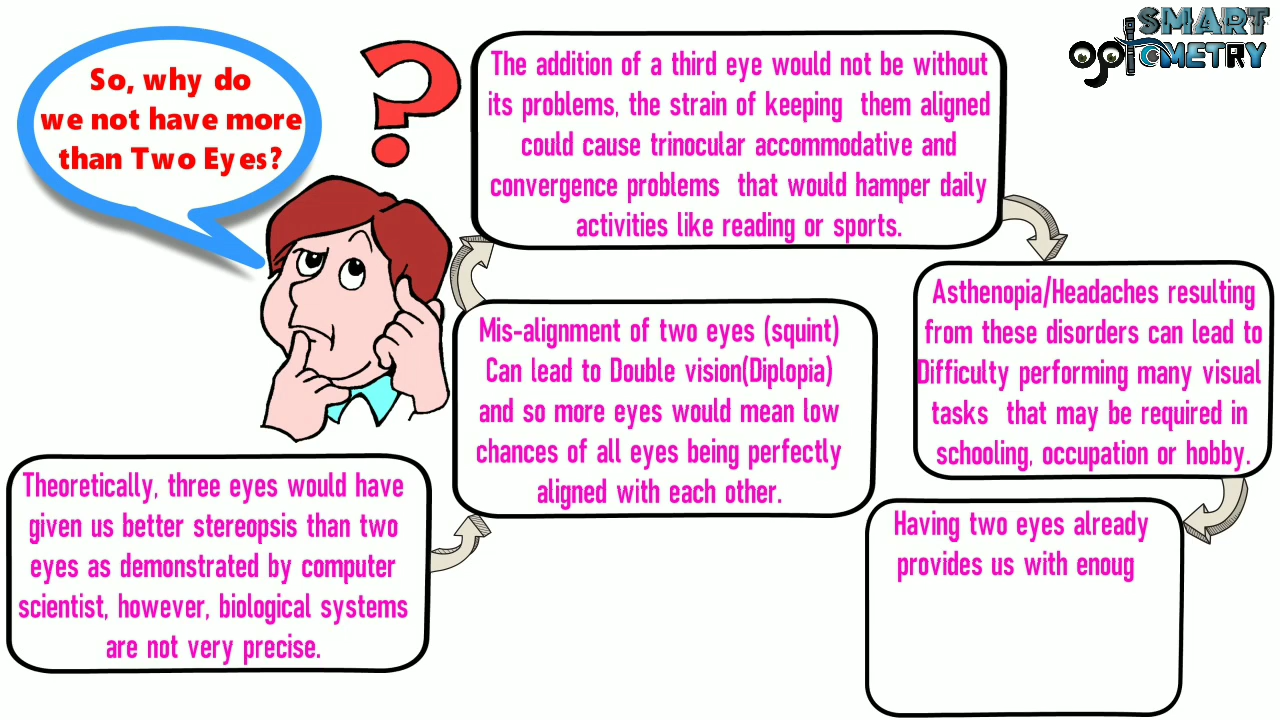 So, why do
we not have more
than Two Eyes?
Theoretically, three eyes would have
given us better stereopsis than two
eyes as demonstrated by computer
scientist, however, biological systems
are not very precise.
Mis-alignment of two eyes (squint)
Can lead to Double vision(Diplopia)
and so more eyes would mean low
chances of all eyes being perfectly
aligned with each other.
The addition of a third eye would not be without
its problems, the strain of keeping them aligned
could cause trinocular accommodative and
convergence problems that would hamper daily
activities like reading or sports.
Asthenopia/Headaches resulting
from these disorders can lead to
Difficulty performing many visual
tasks that may be required in
schooling, occupation or hobby.
Having two eyes already
provides us with enoug
SMART
OPTOMETRY